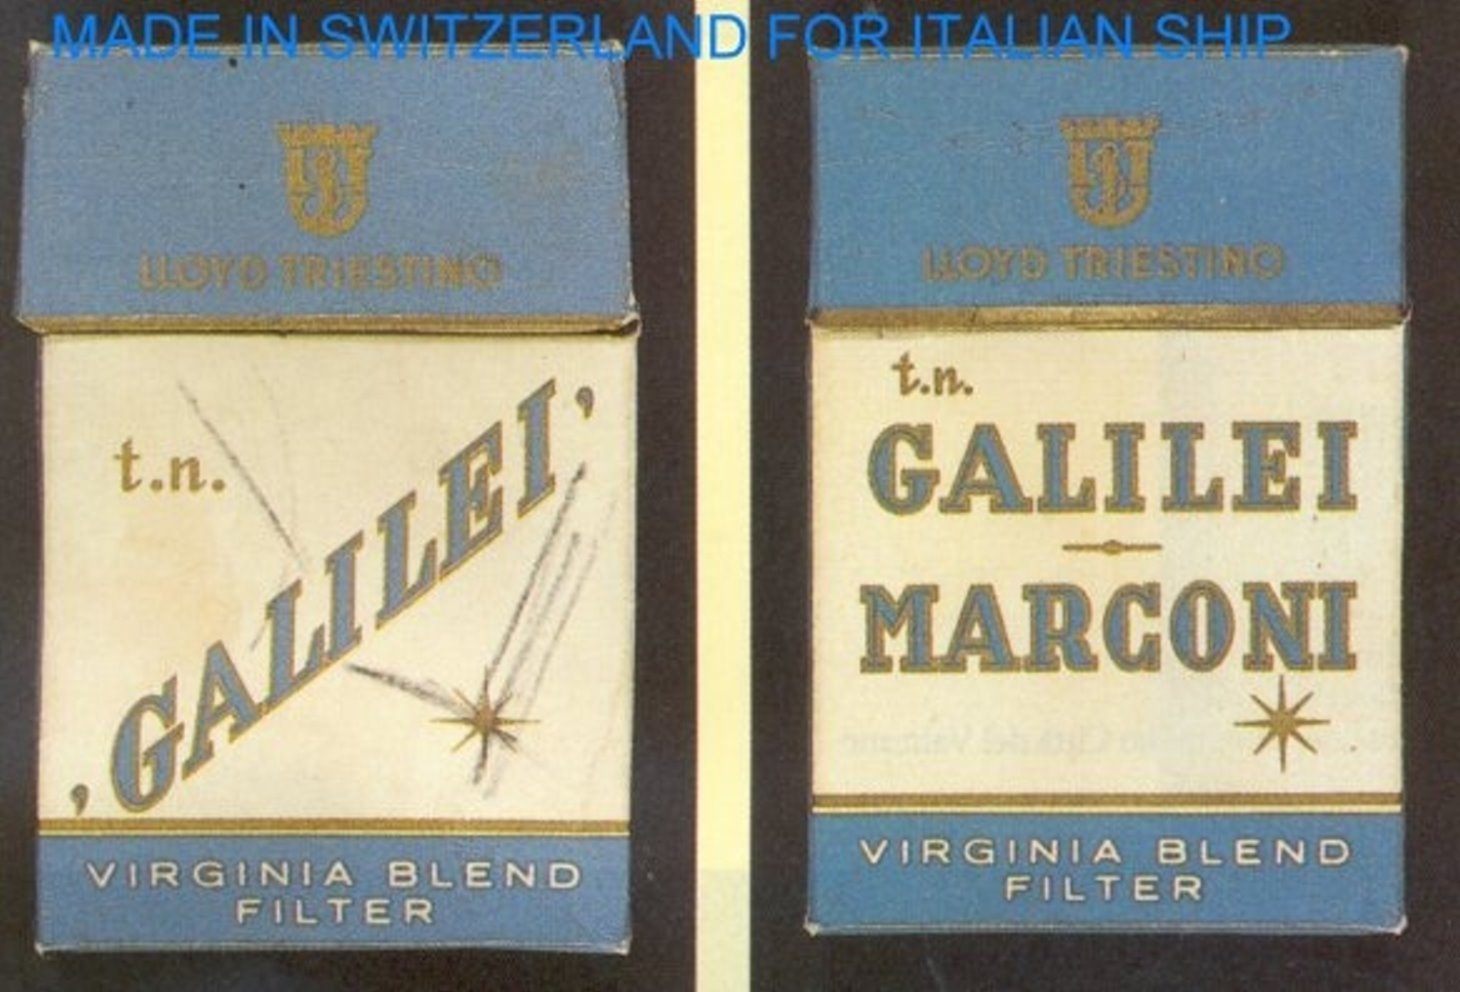 MADE IN SWITZERLAND FOR ITALIAN SHIP
LLOYD TRIESTINO
t.n.
'GALILEI'
VIRGINIA BLEND
FILTER
LLOYD TRIESTINO
t.n.
GALILEI
MARCONI
VIRGINIA BLEND
FILTER